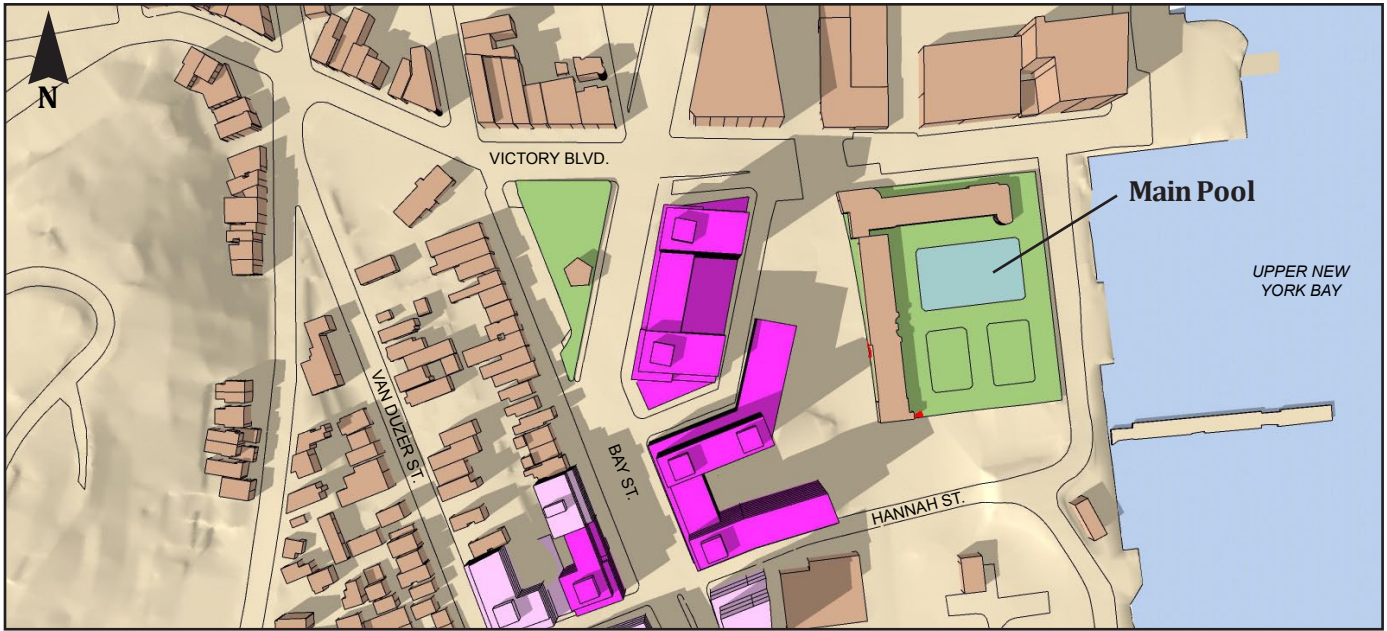 N
VICTORY BLVD.
Main Pool
UPPER NEW
YORK BAY
VAN DUZER ST.
BAY ST.
HANNAH ST.